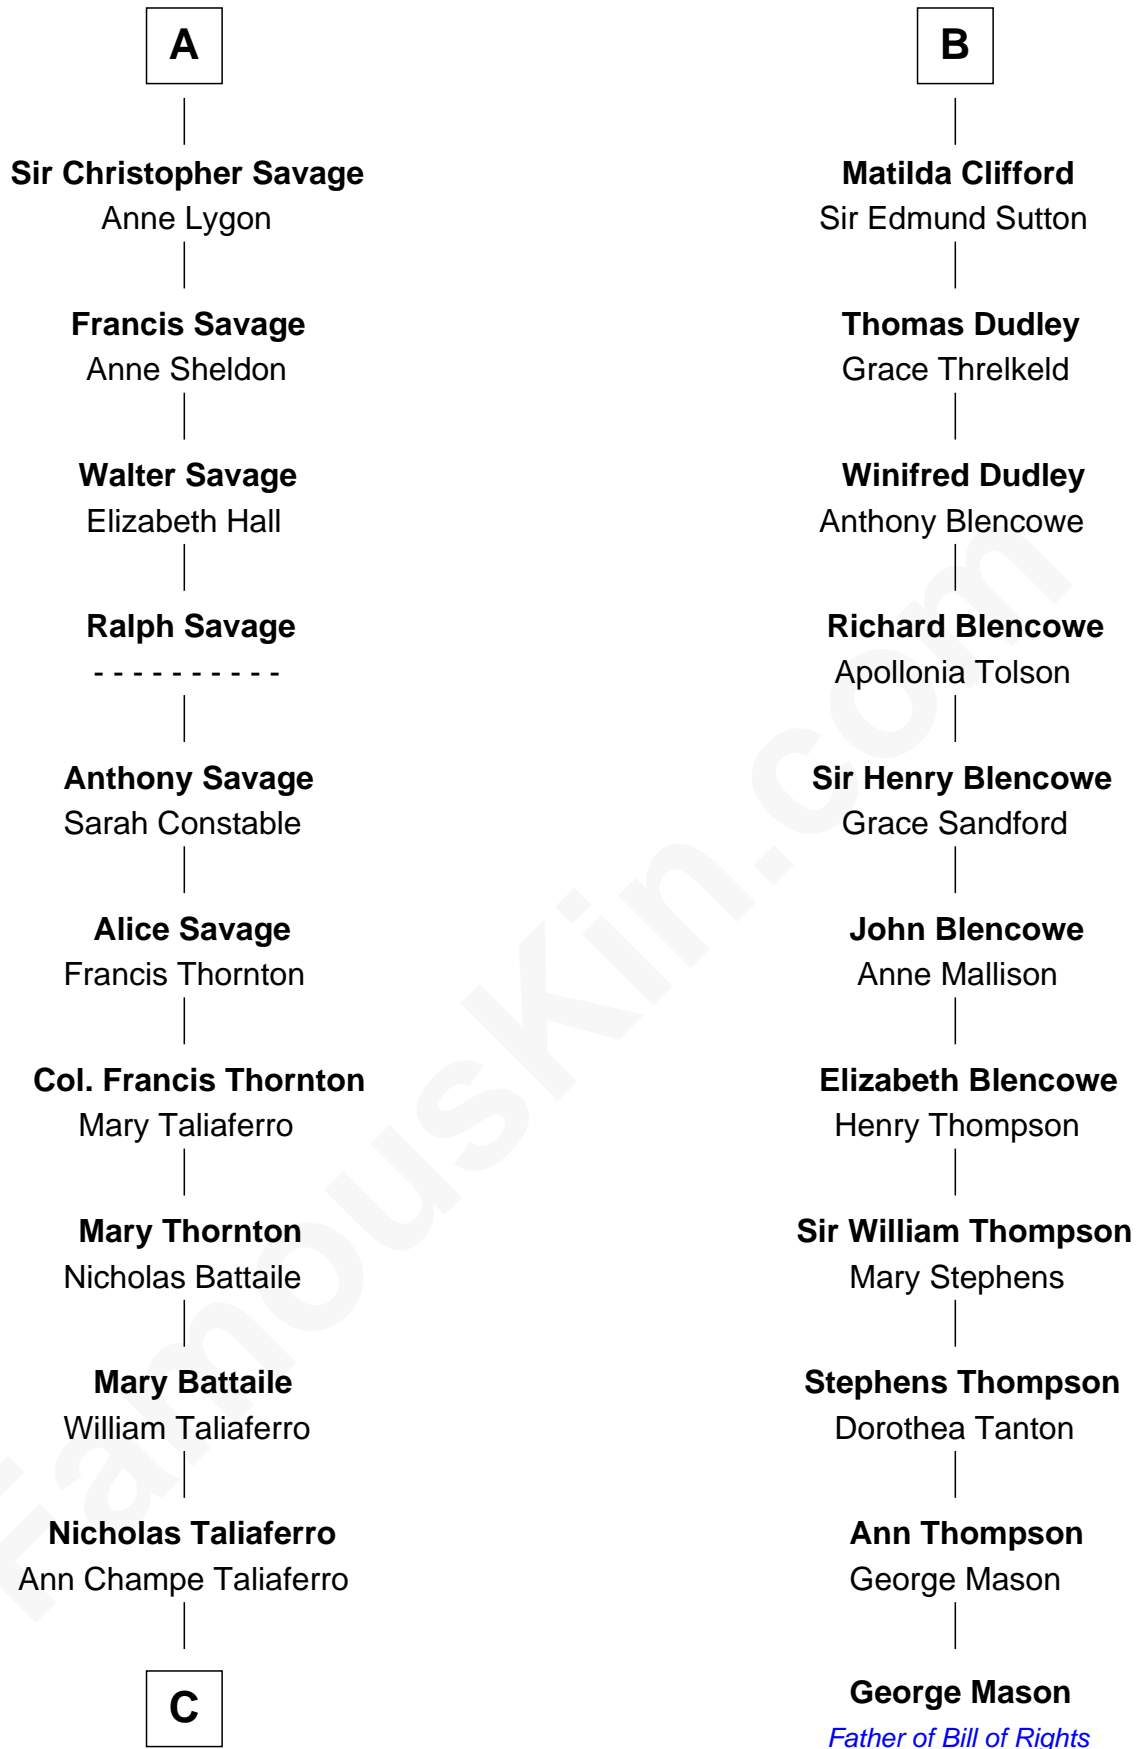 A
Sir Christopher Savage
Anne Lygon
Francis Savage
Anne Sheldon
Walter Savage
Elizabeth Hall
Ralph Savage
- - - - - - - - - -
Anthony Savage
Sarah Constable
Alice Savage
Francis Thornton
Col. Francis Thornton
Mary Taliaferro
Mary Thornton
Nicholas Battaile
Mary Battaile
William Taliaferro
Nicholas Taliaferro
Ann Champe Taliaferro
C
B
Matilda Clifford
Sir Edmund Sutton
Thomas Dudley
Grace Threlkeld
Winifred Dudley
Anthony Blencowe
Richard Blencowe
Apollonia Tolson
Sir Henry Blencowe
Grace Sandford
John Blencowe
Anne Mallison
Elizabeth Blencowe
Henry Thompson
Sir William Thompson
Mary Stephens
Stephens Thompson
Dorothea Tanton
Ann Thompson
George Mason
George Mason
Father of Bill of Rights
FamousKin.com